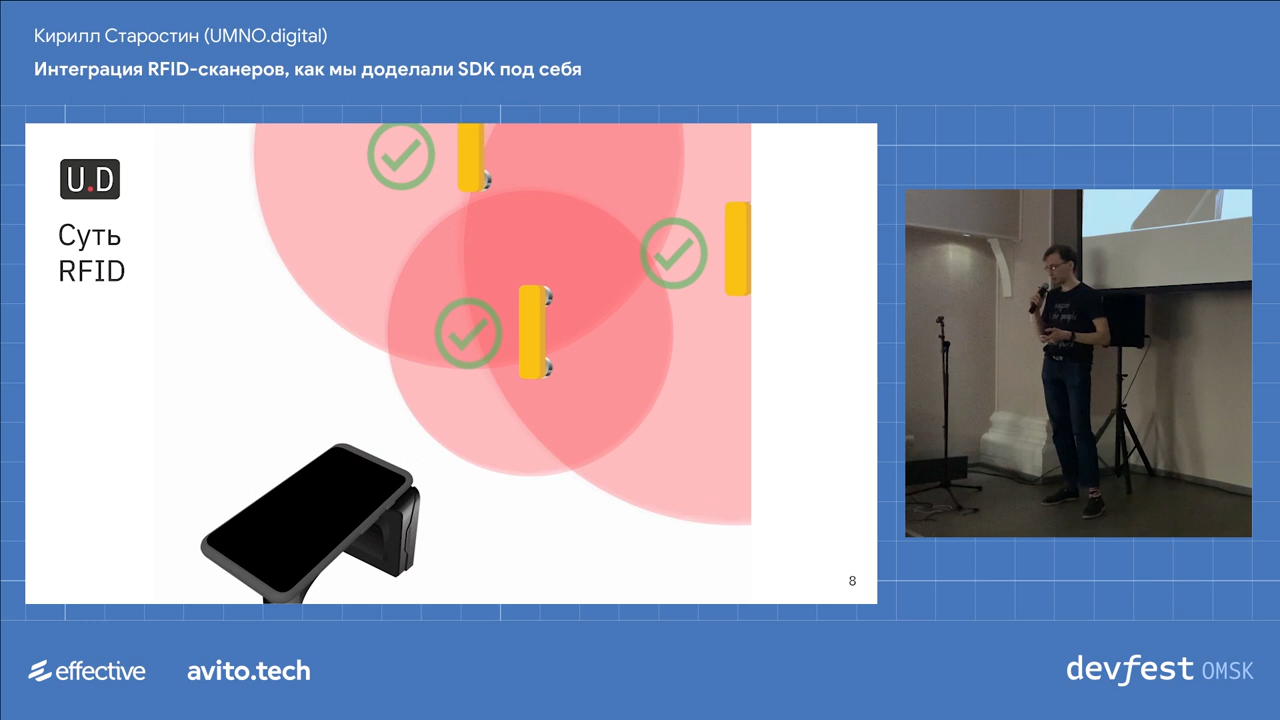 Кирилл Старостин (UMNO.digital)
Интеграция RFID-сканеров, как мы доделали SDK под себя
U.D
Суть
RFID
8
effective
avito.tech
devfest OMSK